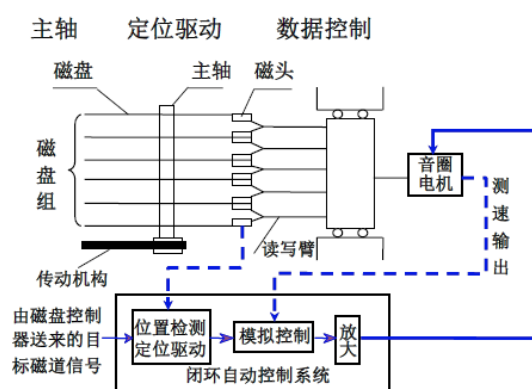 主轴 定位驱动 数据控制
磁盘 主轴 磁头
磁盘组
音圈
电机
测速输出
传动机构
读写臂
由磁盘控制
器送来的目
标磁道信号
位置检测
定位驱动
模拟控制
放大
闭环自动控制系统